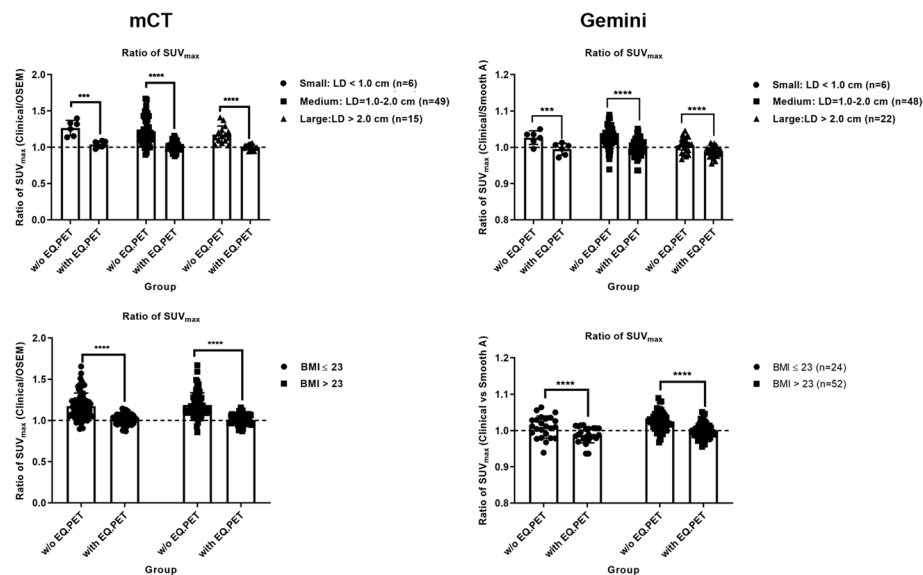 mCT
Gemini
Ratio of SUVmax
Ratio of SUVmax (Clinical/OSEM)
2.0
1.5
1.0
0.5
0.0
***
****
****
w/o EQ.PET
with EQ.PET
w/o EQ.PET
with EQ.PET
w/o EQ.PET
with EQ.PET
Group
Small: LD < 1.0 cm (n=6)
Medium: LD=1.0-2.0 cm (n=49)
Large:LD > 2.0 cm (n=15)
Ratio of SUVmax
Ratio of SUVmax (Clinical/Smooth A)
1.2
1.1
1.0
0.9
0.8
***
****
****
w/o EQ.PET
with EQ.PET
w/o EQ.PET
with EQ.PET
w/o EQ.PET
with EQ.PET
Group
Small: LD < 1.0 cm (n=6)
Medium: LD=1.0-2.0 cm (n=48)
Large:LD > 2.0 cm (n=22)
Ratio of SUVmax
Ratio of SUVmax (Clinical/OSEM)
2.0
1.5
1.0
0.5
0.0
****
****
w/o EQ.PET
with EQ.PET
w/o EQ.PET
with EQ.PET
Group
BMI ≤ 23
BMI > 23
Ratio of SUVmax
Ratio of SUVmax (Clinical vs Smooth A)
1.2
1.1
1.0
0.9
0.8
****
****
w/o EQ.PET
with EQ.PET
w/o EQ.PET
with EQ.PET
Group
BMI ≤ 23 (n=24)
BMI > 23 (n=52)